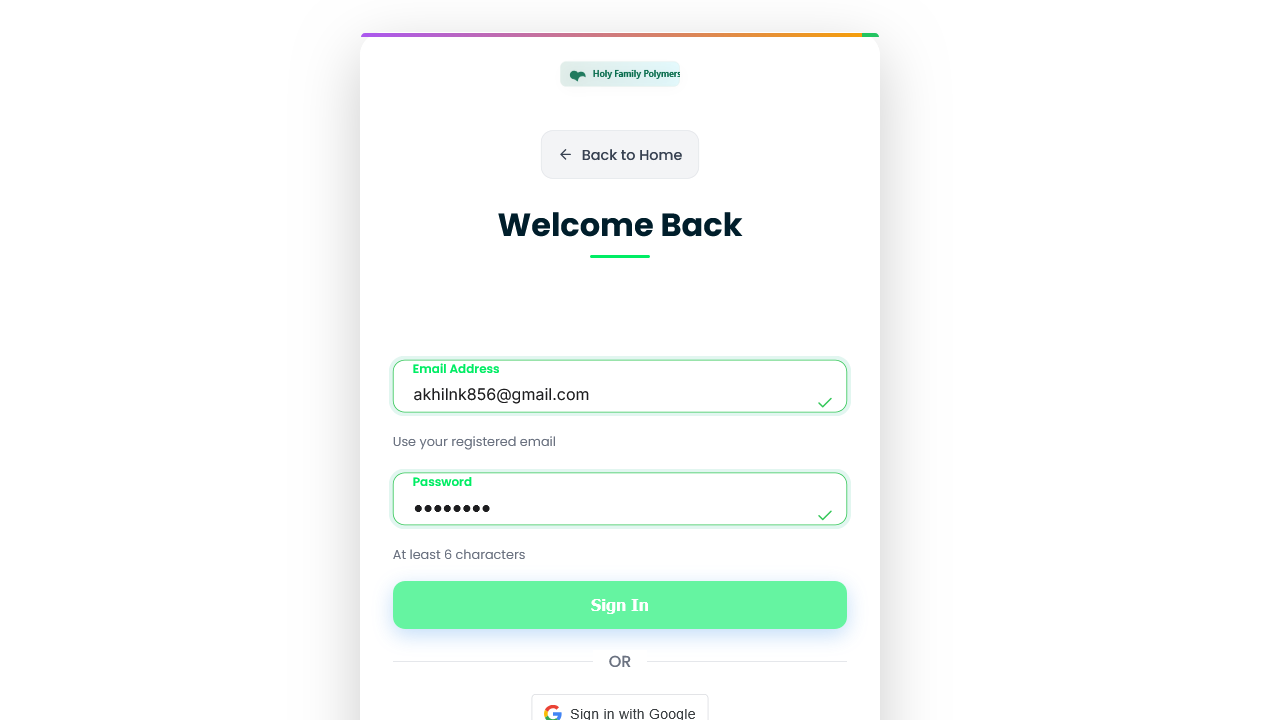 Holy Family Polymers
Back to Home
Welcome Back
Email Address
akhilnk856@gmail.com
Use your registered email
Password
At least 6 characters
Sign In
OR
Sign in with Google